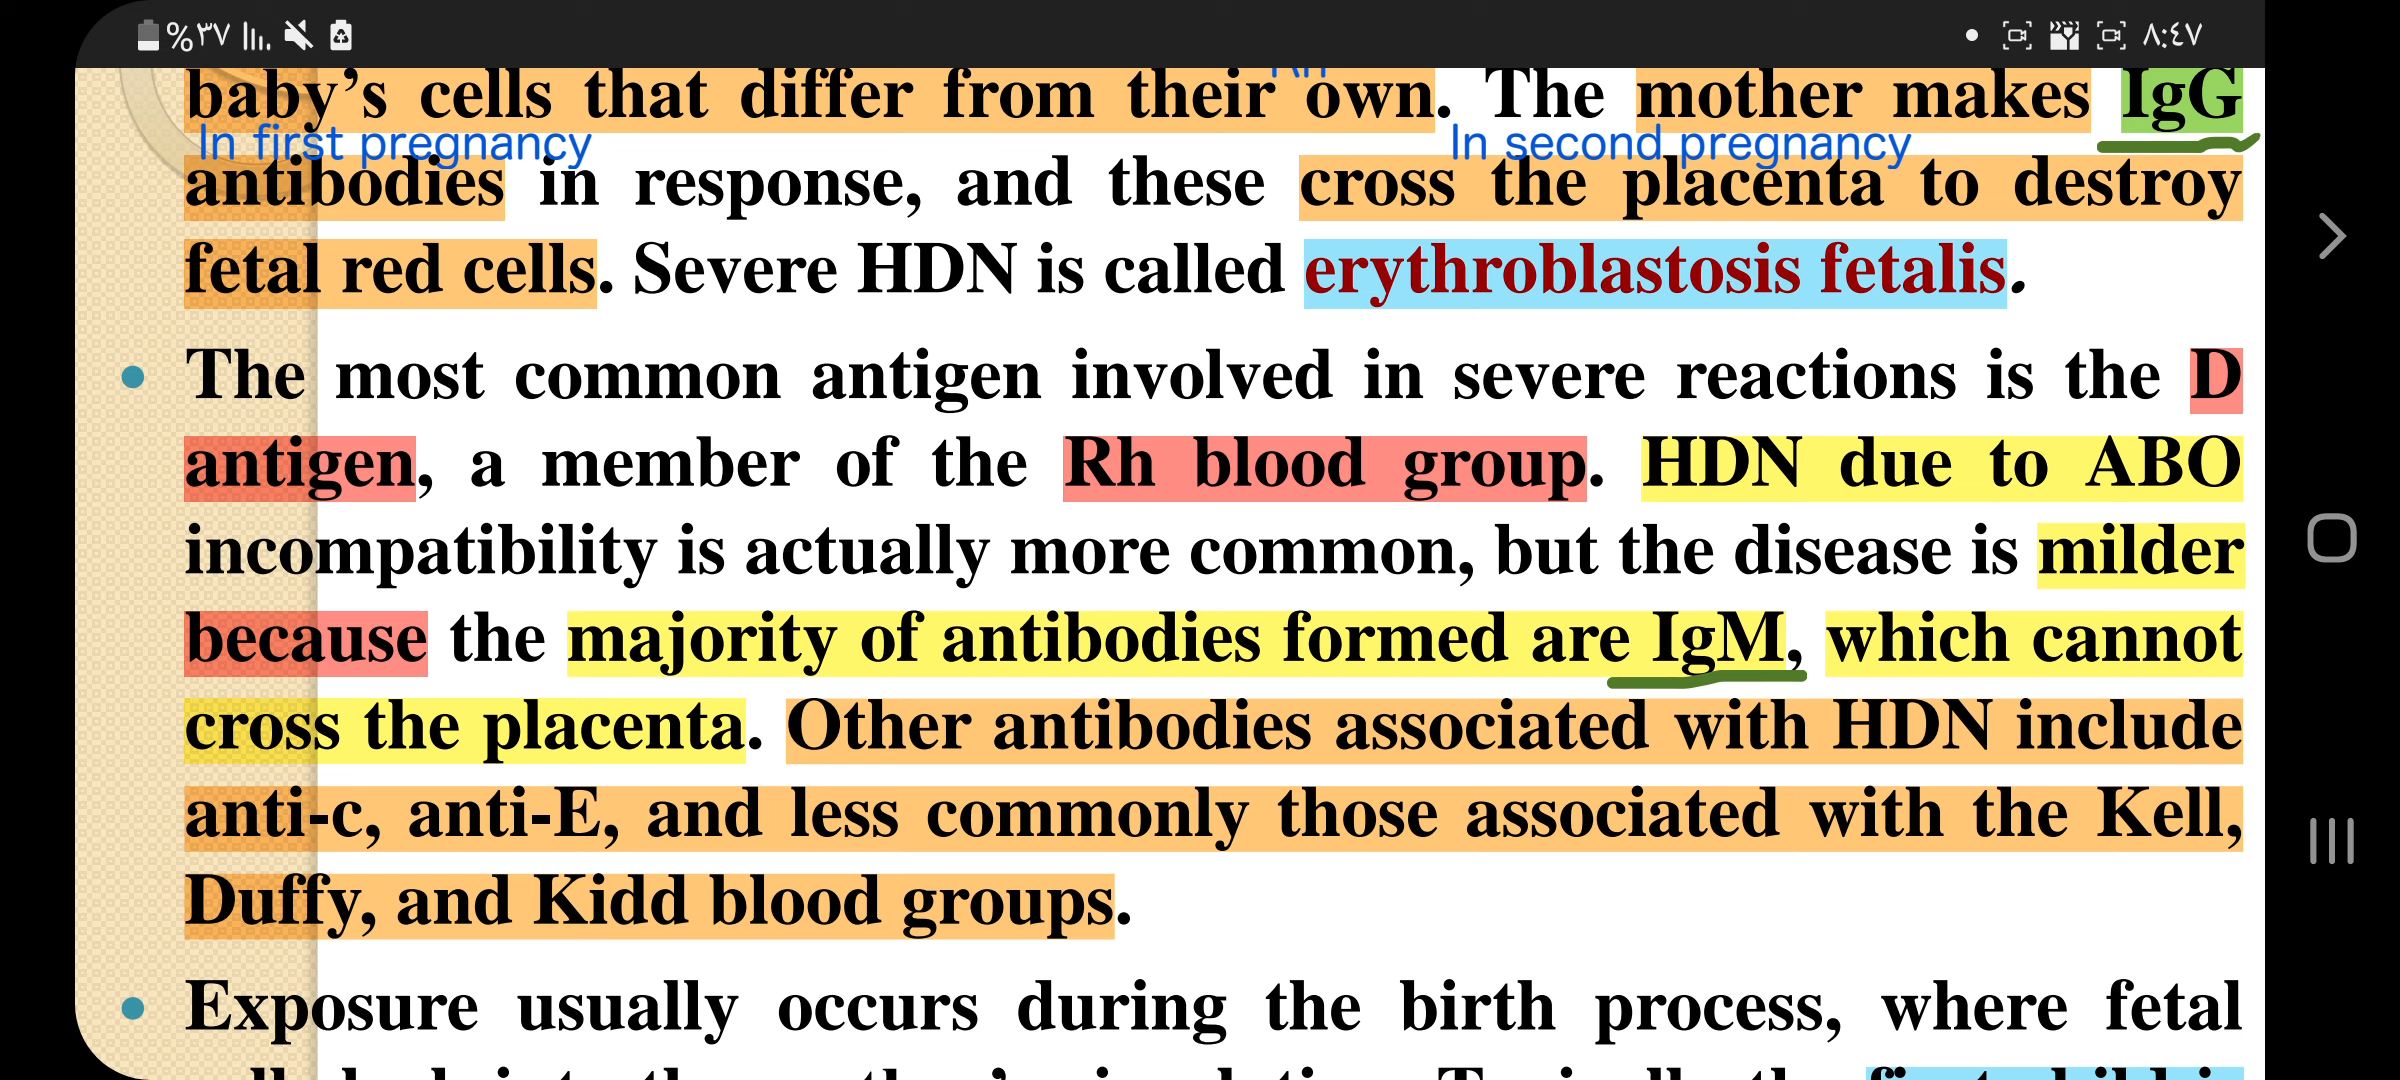 %٣٧
٨:٤٧
Rh
baby's cells that differ from their own. The mother makes IgG
In first pregnancy In second pregnancy
antibodies in response, and these cross the placenta to destroy
fetal red cells. Severe HDN is called erythroblastosis fetalis.
• The most common antigen involved in severe reactions is the D
antigen, a member of the Rh blood group. HDN due to ABO
incompatibility is actually more common, but the disease is milder
because the majority of antibodies formed are IgM, which cannot
cross the placenta. Other antibodies associated with HDN include
anti-c, anti-E, and less commonly those associated with the Kell,
Duffy, and Kidd blood groups.
• Exposure usually occurs during the birth process, where fetal